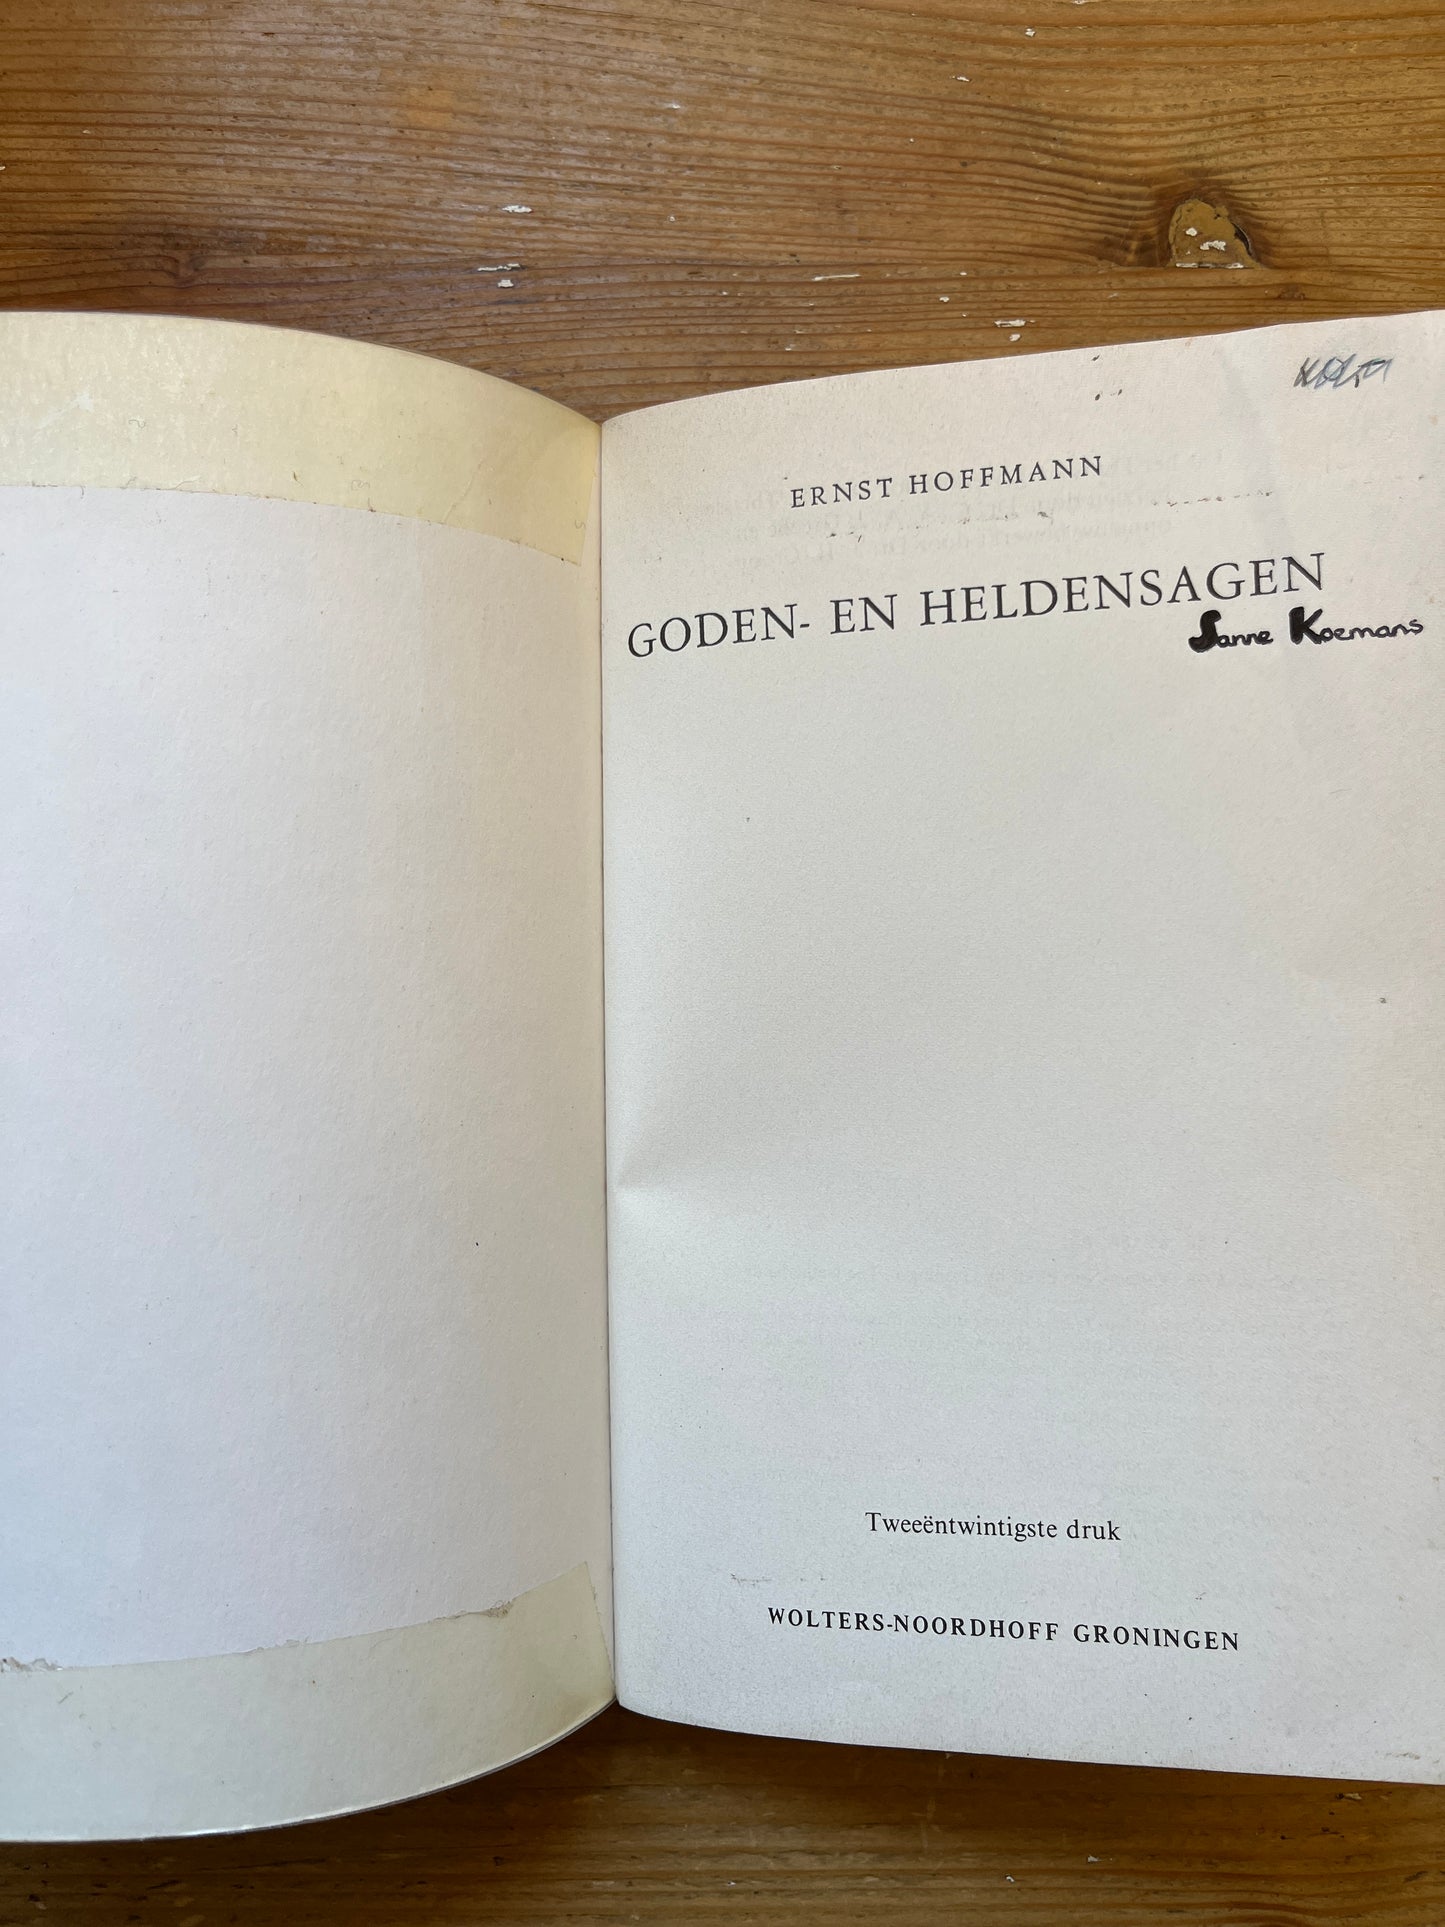 ERNST HOFFMANN
GODEN- EN HELDENSAGEN
Sanne Koemans
Tweeëntwintigste druk
WOLTERS-NOORDHOFF GRONINGEN